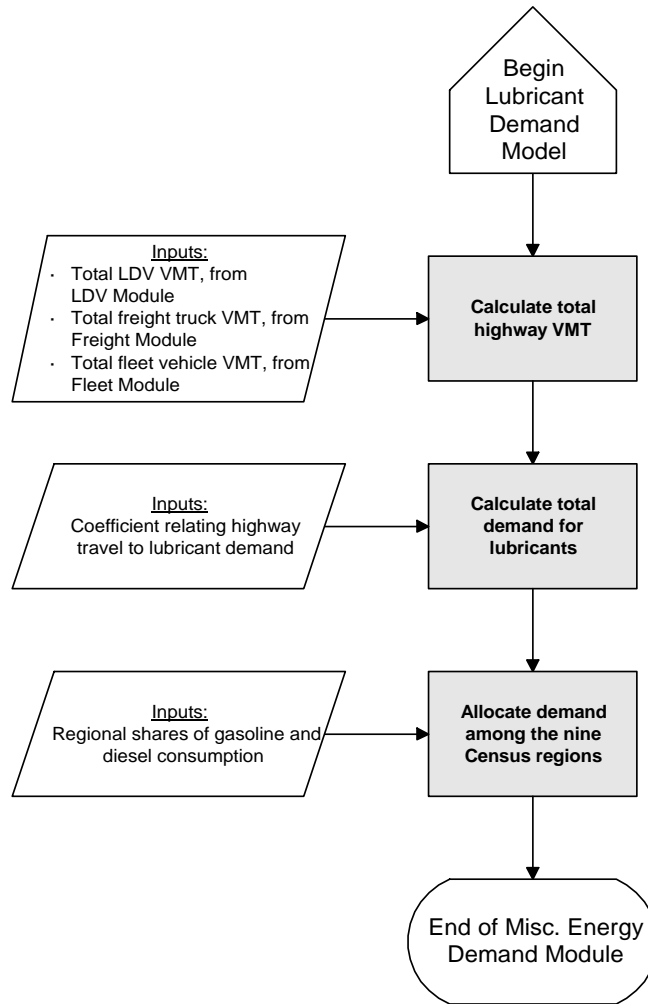 Begin
Lubricant
Demand
Model
Inputs:
· Total LDV VMT, from
LDV Module
· Total freight truck VMT, from
Freight Module
· Total fleet vehicle VMT, from
Fleet Module
Calculate total
highway VMT
Inputs:
Coefficient relating highway
travel to lubricant demand
Calculate total
demand for
lubricants
Inputs:
Regional shares of gasoline and
diesel consumption
Allocate demand
among the nine
Census regions
End of Misc. Energy
Demand Module